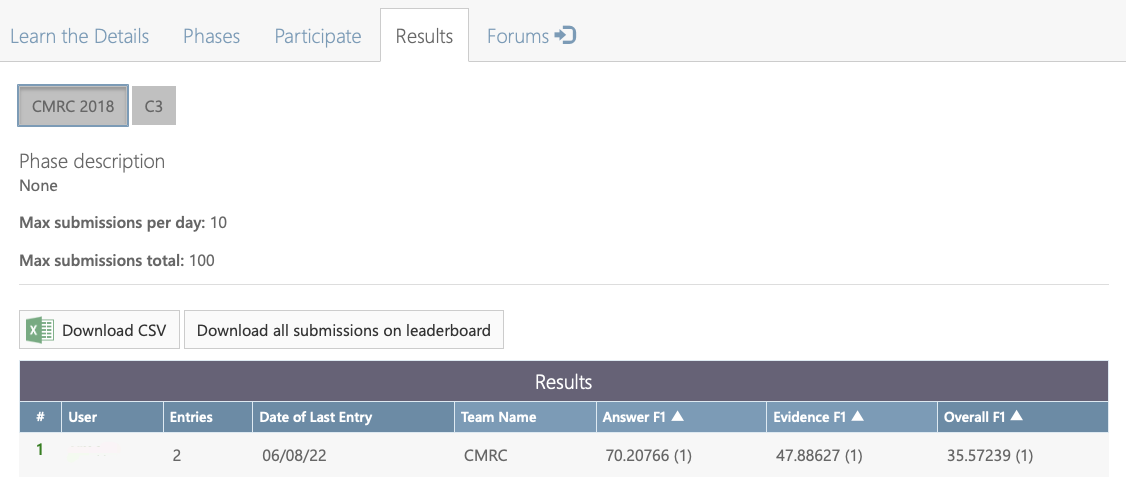 Learn the Details Phases Participate Results Forums
CMRC 2018 C3
Phase description
None
Max submissions per day: 10
Max submissions total: 100
Download CSV Download all submissions on leaderboard
Results
# User Entries Date of Last Entry Team Name Answer F1 ▲ Evidence F1 ▲ Overall F1 ▲
1 2 06/08/22 CMRC 70.20766 (1) 47.88627 (1) 35.57239 (1)